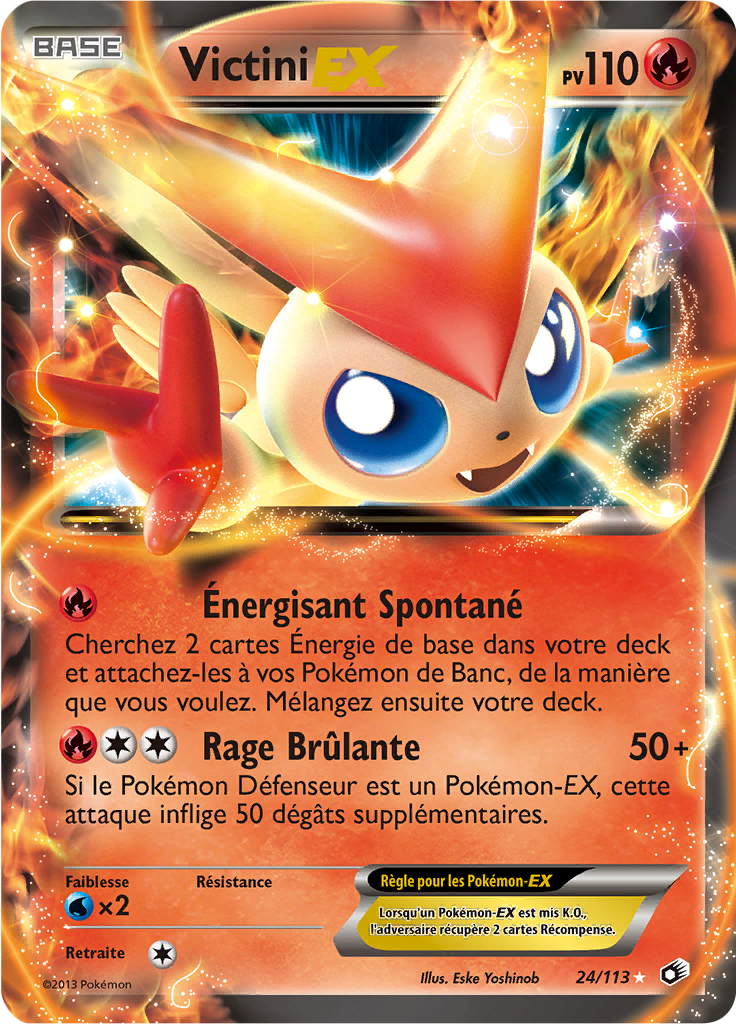 BASE
Victini EX
PV 110
Énergisant Spontané
Cherchez 2 cartes Énergie de base dans votre deck
et attachez-les à vos Pokémon de Banc, de la manière
que vous voulez. Mélangez ensuite votre deck.
Rage Brûlante 50+
Si le Pokémon Défenseur est un Pokémon-EX, cette
attaque inflige 50 dégâts supplémentaires.
Faiblesse Résistance
×2
Retraite
Règle pour les Pokémon-EX
Lorsqu'un Pokémon-EX est mis K.O.,
l'adversaire récupère 2 cartes Récompense.
©2013 Pokémon
Illus. Eske Yoshinob 24/113 ★